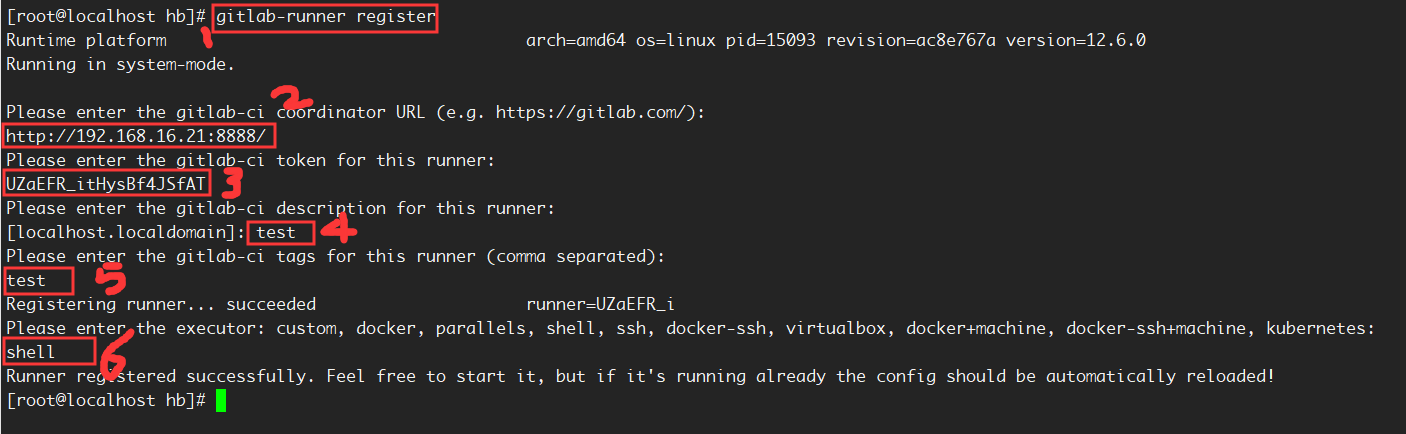 [root@localhost hb]# gitlab-runner register
Runtime platform 1 arch=amd64 os=linux pid=15093 revision=ac8e767a version=12.6.0
Running in system-mode.
2
Please enter the gitlab-ci coordinator URL (e.g. https://gitlab.com/):
http://192.168.16.21:8888/
Please enter the gitlab-ci token for this runner:
UZaEFR_itHysBf4JSfAT 3
Please enter the gitlab-ci description for this runner:
[localhost.localdomain]: test 4
Please enter the gitlab-ci tags for this runner (comma separated):
test 5
Registering runner... succeeded runner=UZaEFR_i
Please enter the executor: custom, docker, parallels, shell, ssh, docker-ssh, virtualbox, docker+machine, docker-ssh+machine, kubernetes:
shell 6
Runner registered successfully. Feel free to start it, but if it's running already the config should be automatically reloaded!
[root@localhost hb]#